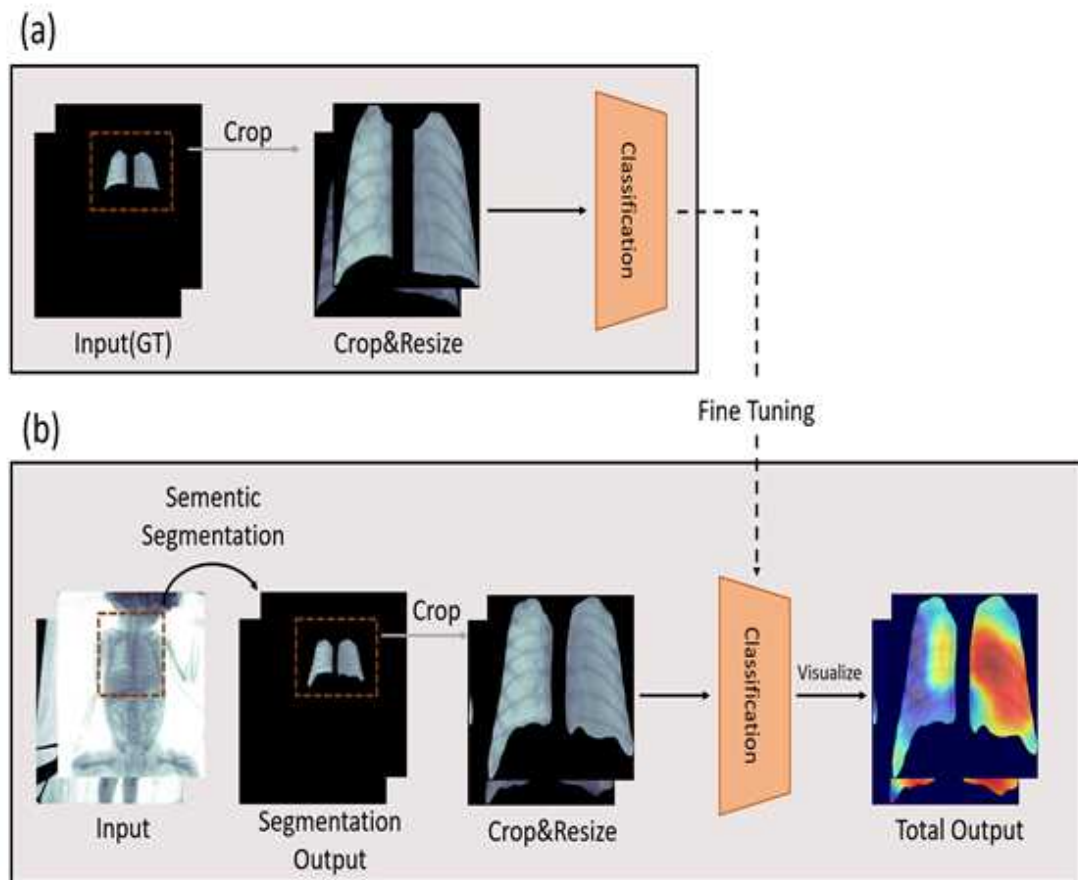 (a)
Crop
Classification
Input(GT)
Crop&Resize
Fine Tuning
(b)
Sementic
Segmentation
Crop
Classification
Visualize
Input
Segmentation
Output
Crop&Resize
Total Output